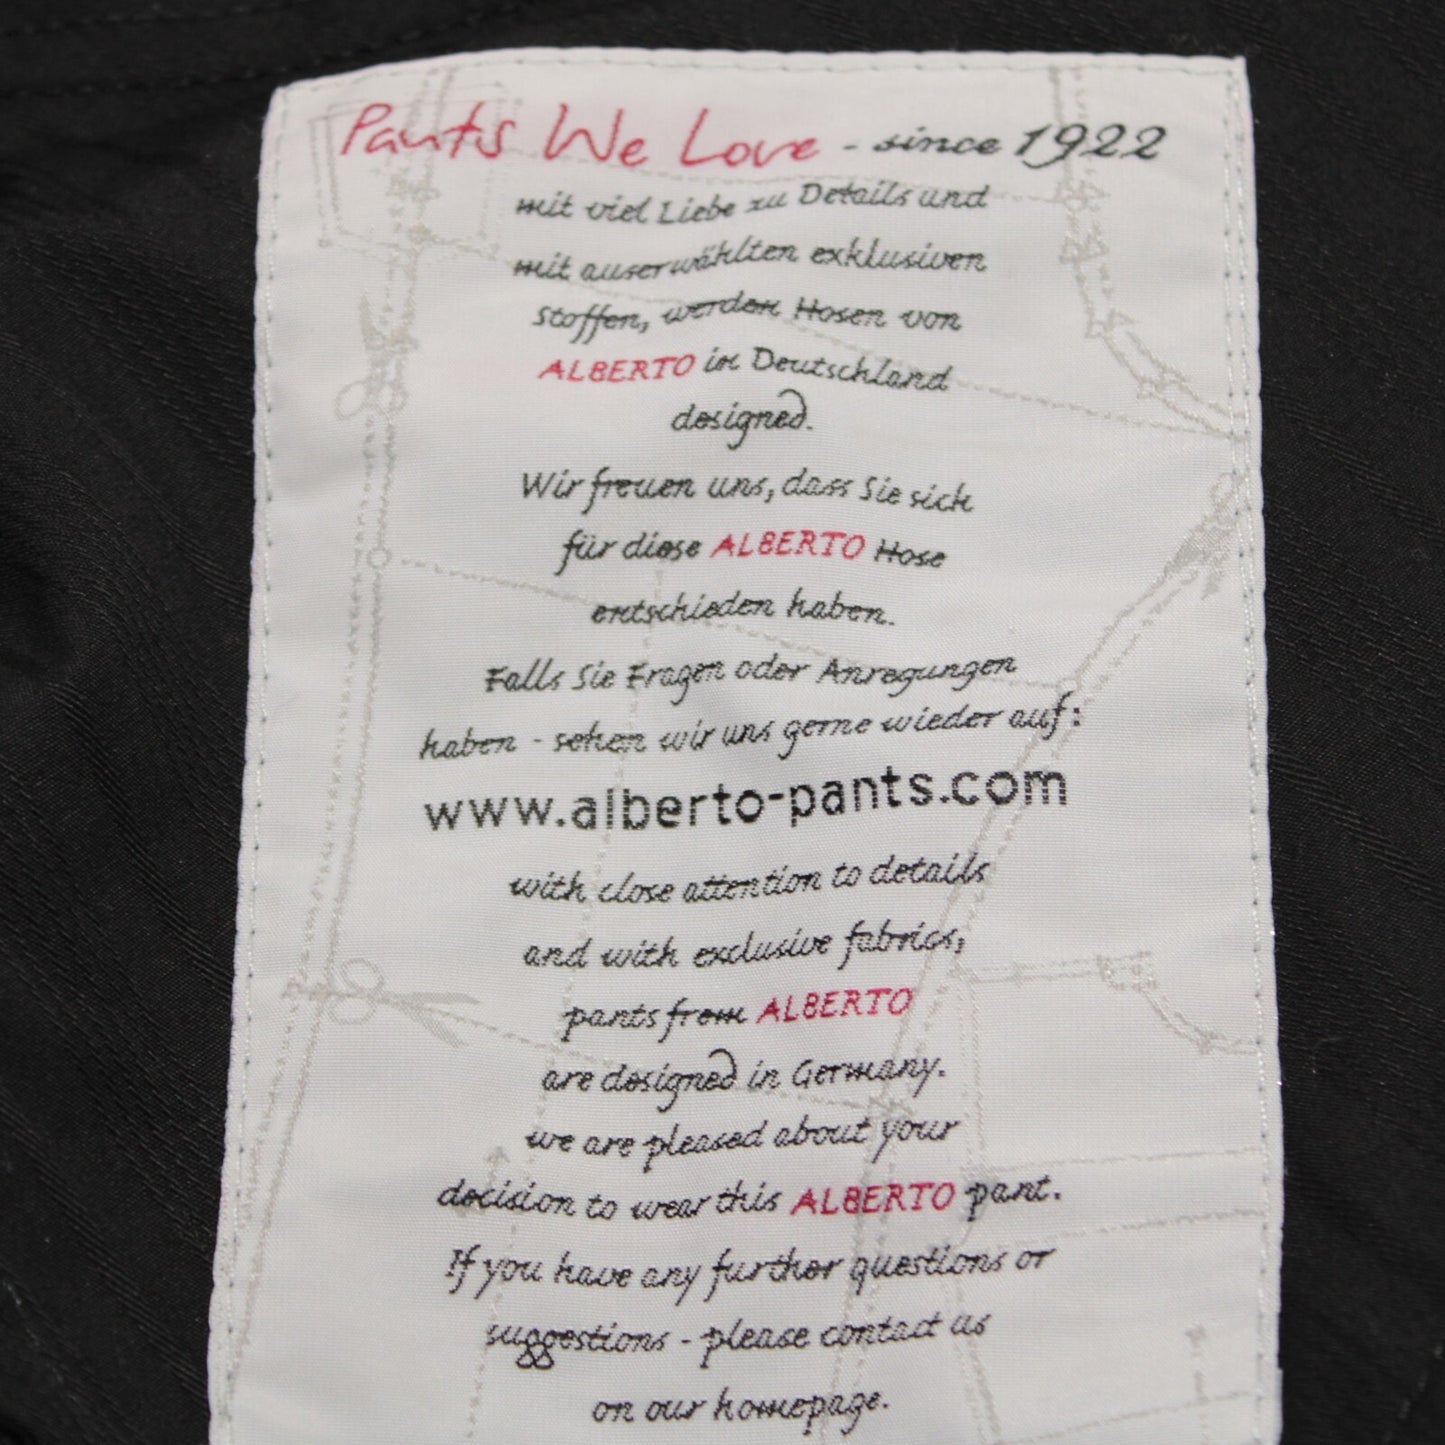 Pants We Love - since 1922
mit viel Liebe zu Details und
mit auserwählten exklusiven
Stoffen, werden Hosen von
ALBERTO in Deutschland
designed.
Wir freuen uns, dass Sie sich
für diese ALBERTO Hose
entschieden haben.
Falls Sie Fragen oder Anregungen
haben - sehen wir uns gerne wieder auf:
www.alberto-pants.com
with close attention to details
and with exclusive fabrics,
pants from ALBERTO
are designed in Germany.
we are pleased about your
decision to wear this ALBERTO pant.
If you have any further questions or
suggestions - please contact us
on our homepage.